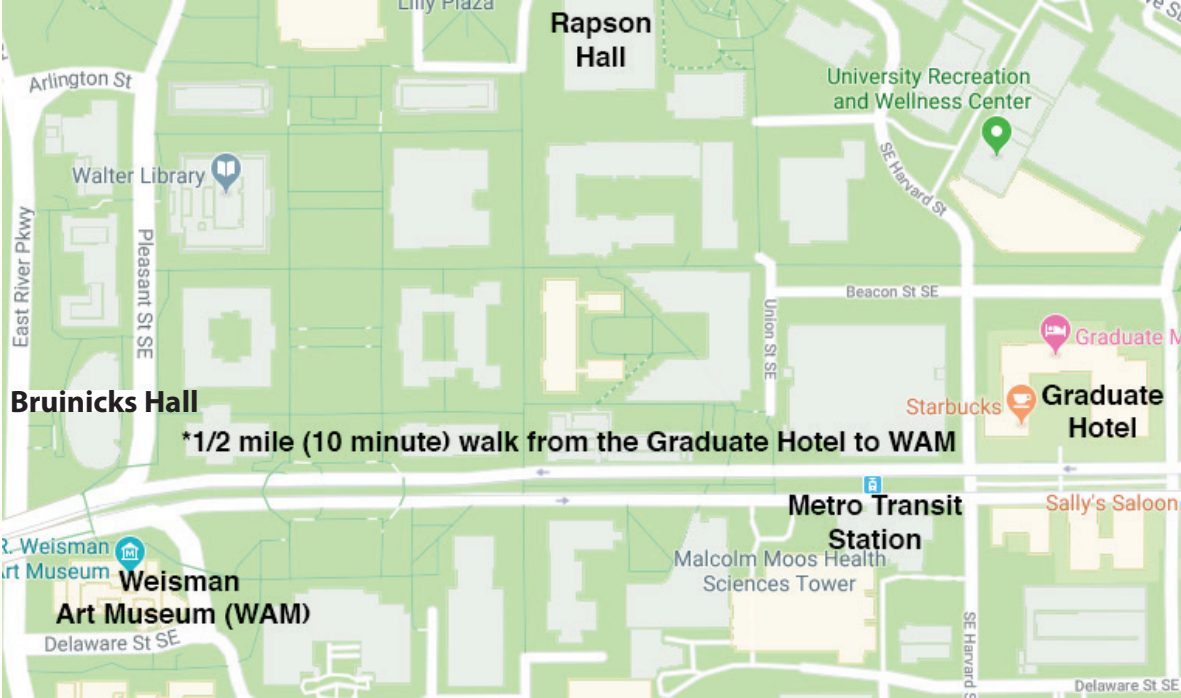 Lilly Plaza
Rapson
Hall
Arlington St
University Recreation
and Wellness Center
Walter Library
SE Harvard St
East River Pkwy
Pleasant St SE
Beacon St SE
Union St SE
Graduate M
Bruinicks Hall
Starbucks
Graduate
Hotel
*1/2 mile (10 minute) walk from the Graduate Hotel to WAM
Metro Transit
Station
Sally's Saloon
R. Weisman
Art Museum
Weisman
Art Museum (WAM)
Malcolm Moos Health
Sciences Tower
Delaware St SE
SE Harvard S
Delaware St SE